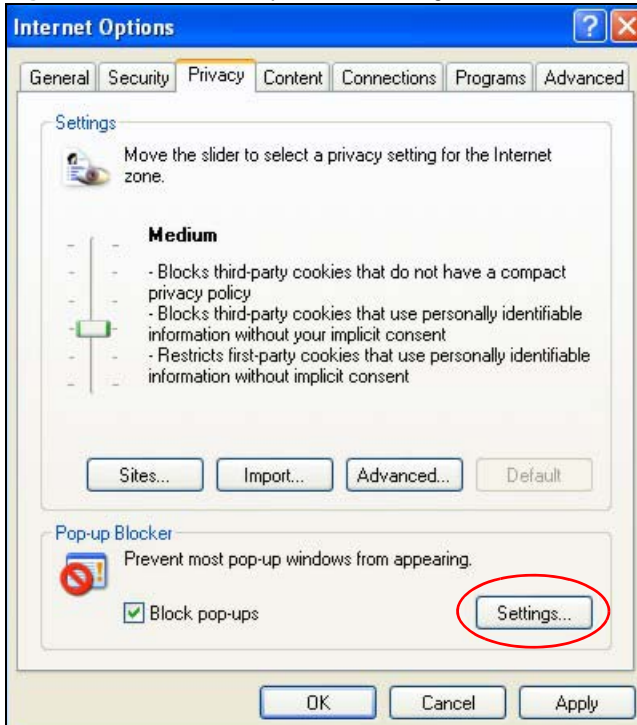 Internet Options
General Security Privacy Content Connections Programs Advanced
Settings
Move the slider to select a privacy setting for the Internet
zone.
Medium
- Blocks third-party cookies that do not have a compact
privacy policy
- Blocks third-party cookies that use personally identifiable
information without your implicit consent
- Restricts first-party cookies that use personally identifiable
information without implicit consent
Sites... Import... Advanced... Default
Pop-up Blocker
Prevent most pop-up windows from appearing.
Block pop-ups Settings...
OK Cancel Apply